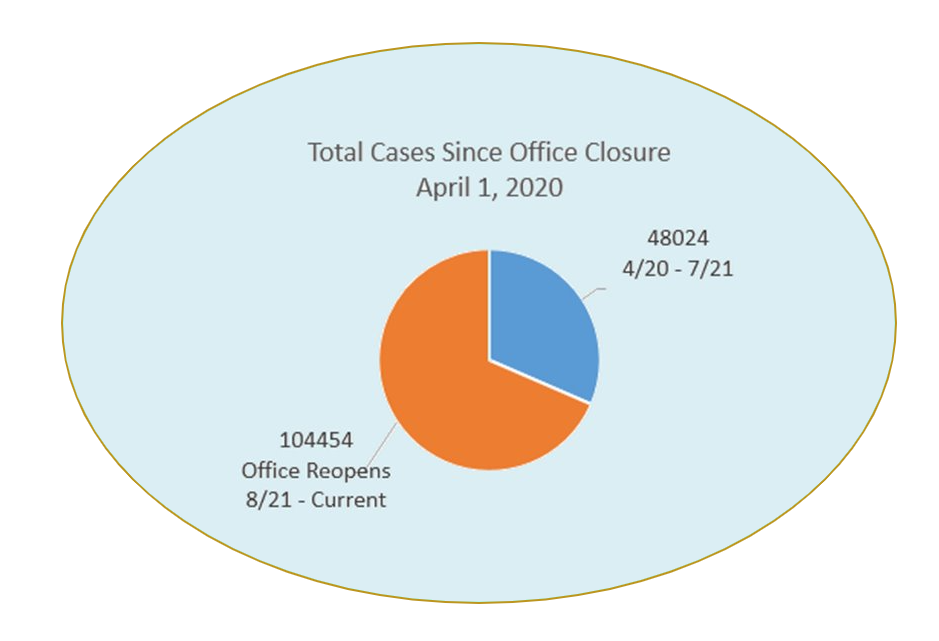 Total Cases Since Office Closure
April 1, 2020
48024
4/20 - 7/21
104454
Office Reopens
8/21 - Current